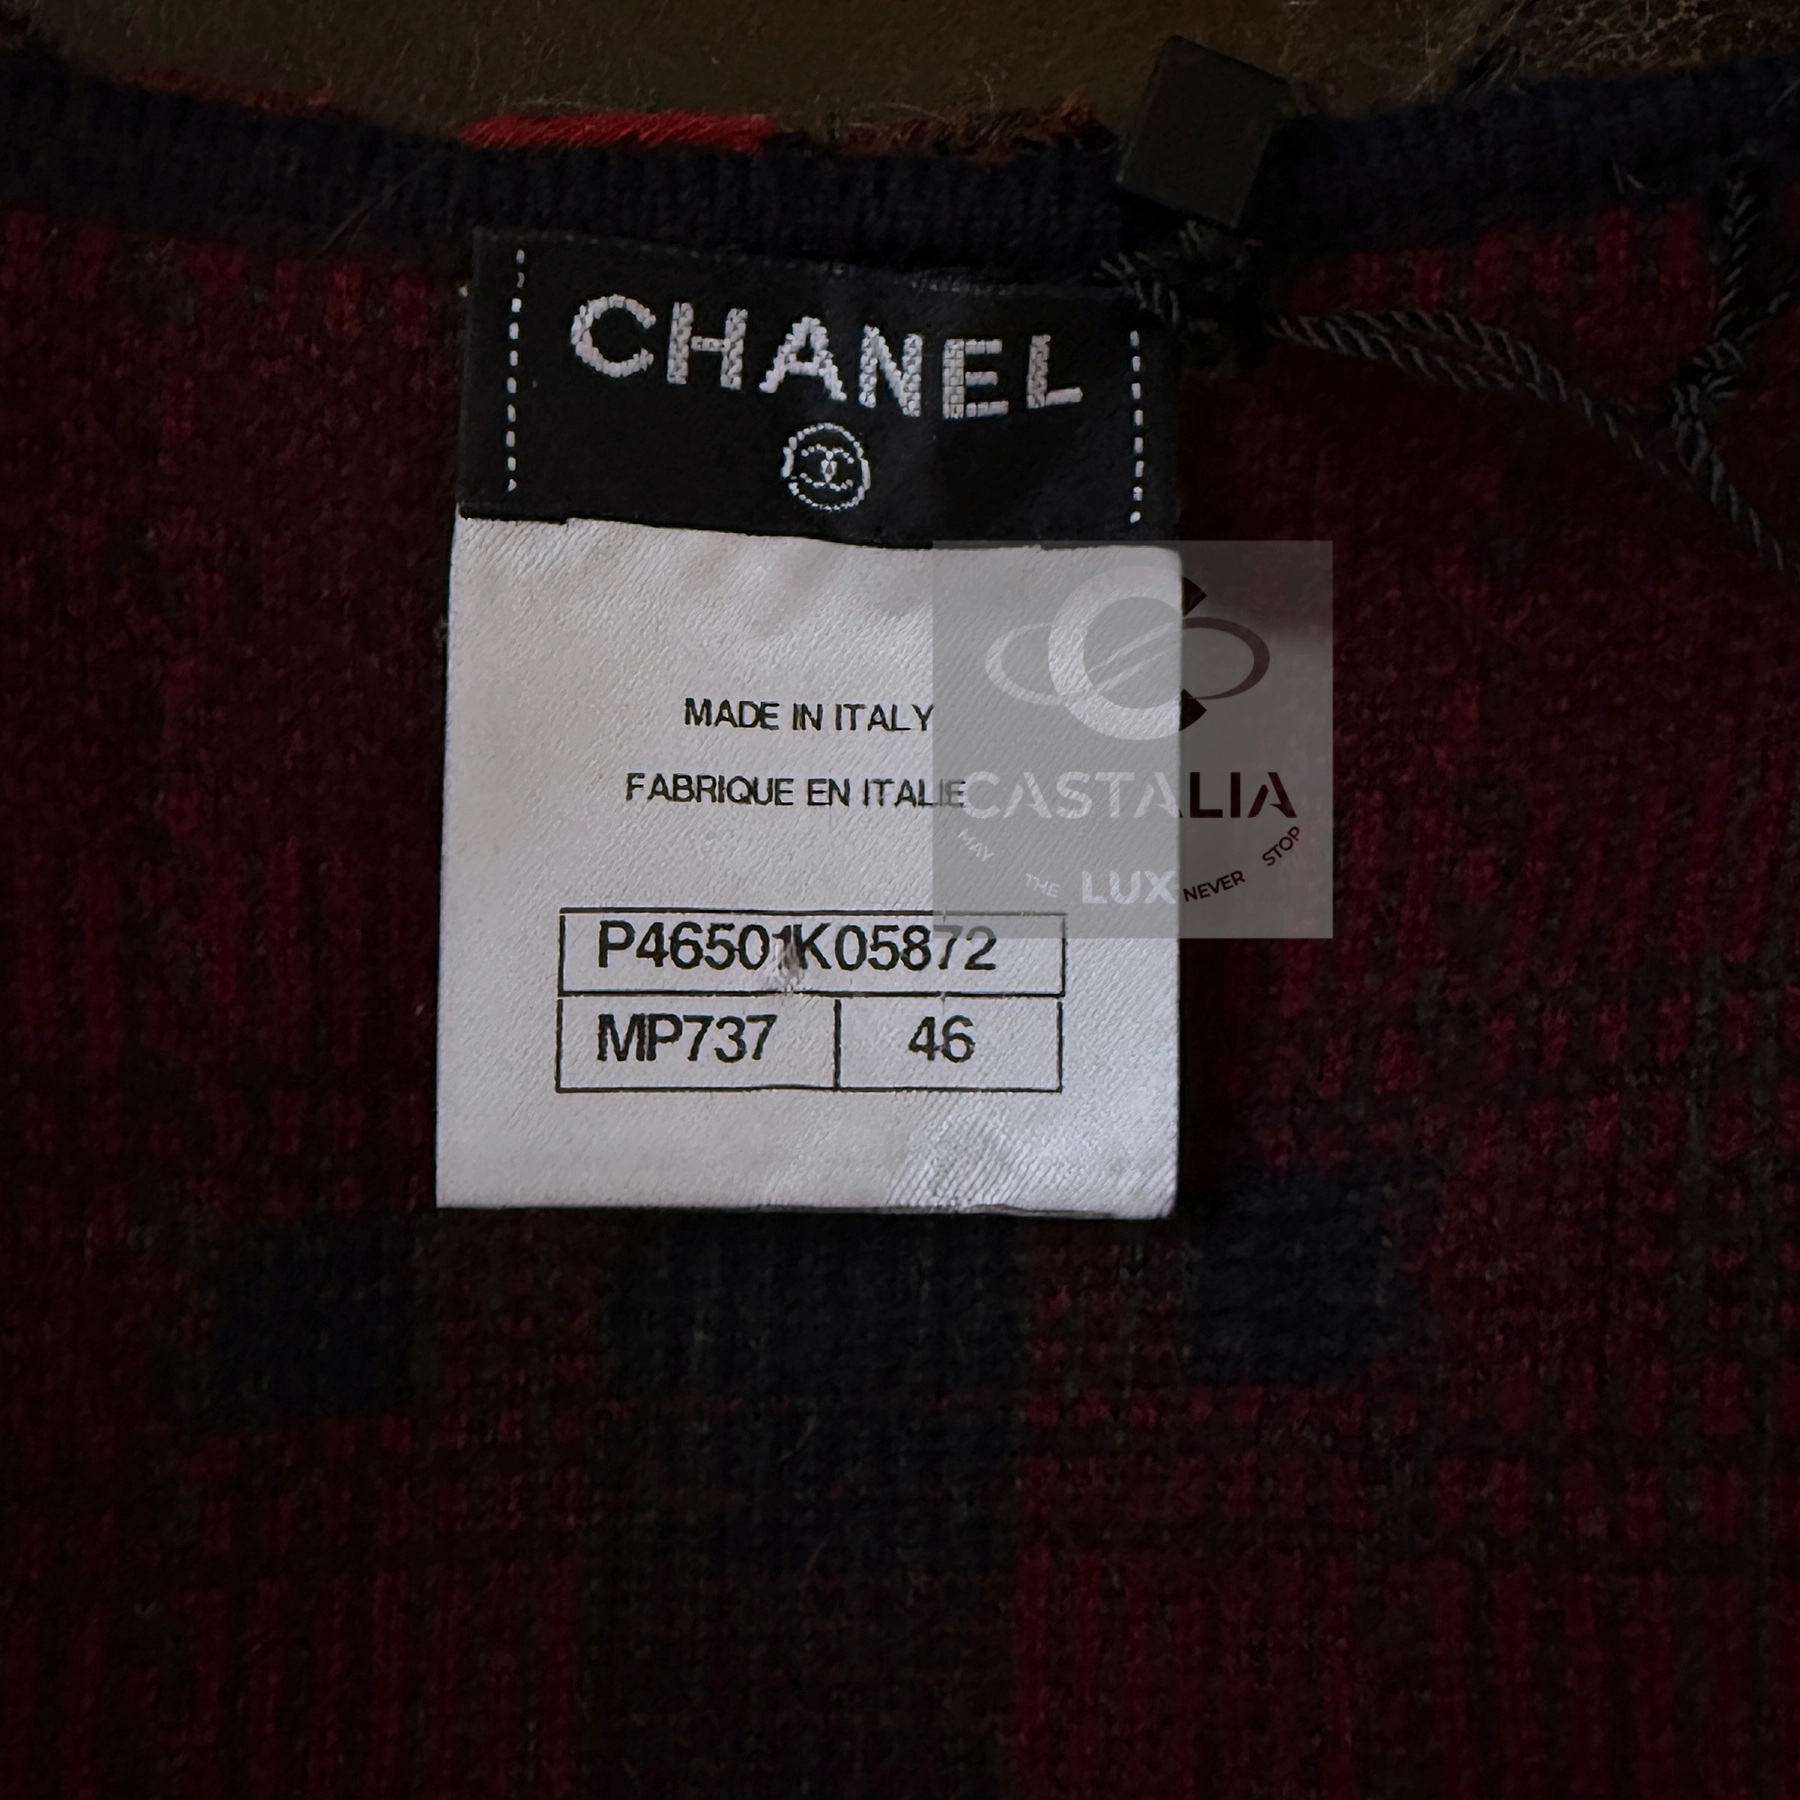 CHANEL
MADE IN ITALY
FABRIQUE EN ITALIE
CASTALIA
MAY THE LUX NEVER STOP
P46501K05872
MP737 46